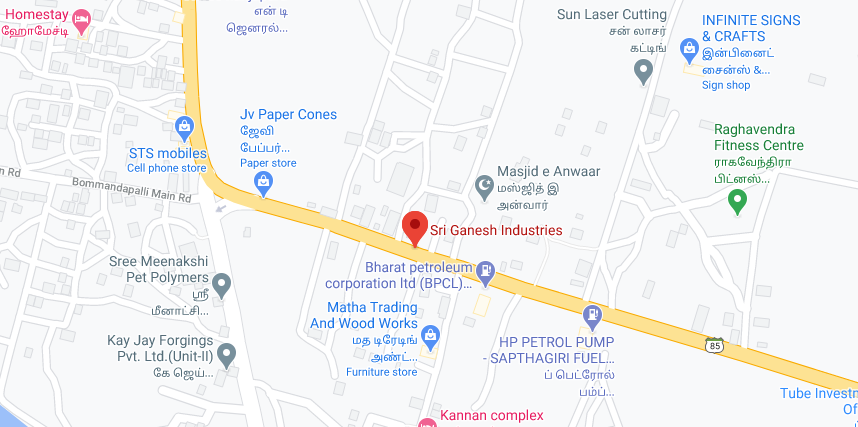 Homestay
ஹோமேச்டி
என் டி
ஜெனரல்...
Sun Laser Cutting
சன் லாசர்
கட்டிங்
INFINITE SIGNS
& CRAFTS
இன்பினைட்
சைன்ஸ் &...
Sign shop
Jv Paper Cones
ஜேவி
பேப்பர்...
Paper store
STS mobiles
Cell phone store
Raghavendra
Fitness Centre
ராகவேந்திரா
பிட்னஸ்...
n Rd
Bommandapalli Main Rd
Masjid e Anwaar
மஸ்ஜித் இ
அன்வார்
Sri Ganesh Industries
Sree Meenakshi
Pet Polymers
ஸ்ரீ
மீனாட்சி...
Bharat petroleum
corporation ltd (BPCL)...
Matha Trading
And Wood Works
மத டிரேடிங்
அண்ட்...
Furniture store
Kay Jay Forgings
Pvt. Ltd.(Unit-II)
கே ஜெய்...
HP PETROL PUMP
- SAPTHAGIRI FUEL...
ப் பெட்ரோல்
பம்ப்...
85
Tube Investm
Of
Kannan complex